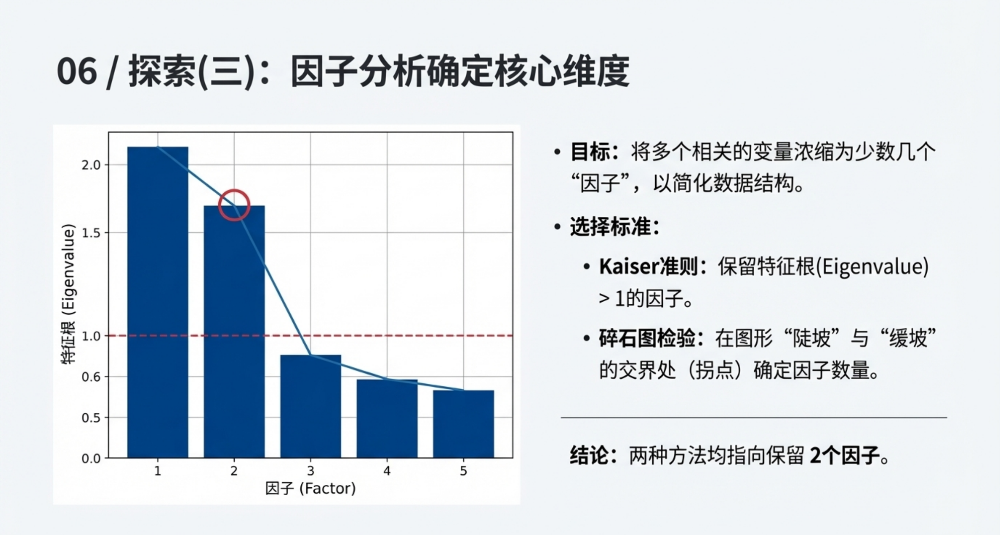 06 / 探索(三)：因子分析确定核心维度
特征根 (Eigenvalue)
2.0
1.5
1.0
0.6
0.5
0.0
1 2 3 4 5
因子 (Factor)
• 目标：将多个相关的变量浓缩为少数几个
“因子”，以简化数据结构。
• 选择标准：
• Kaiser准则：保留特征根(Eigenvalue)
> 1的因子。
• 碎石图检验：在图形“陡坡”与“缓坡”
的交界处（拐点）确定因子数量。
结论：两种方法均指向保留 2个因子。